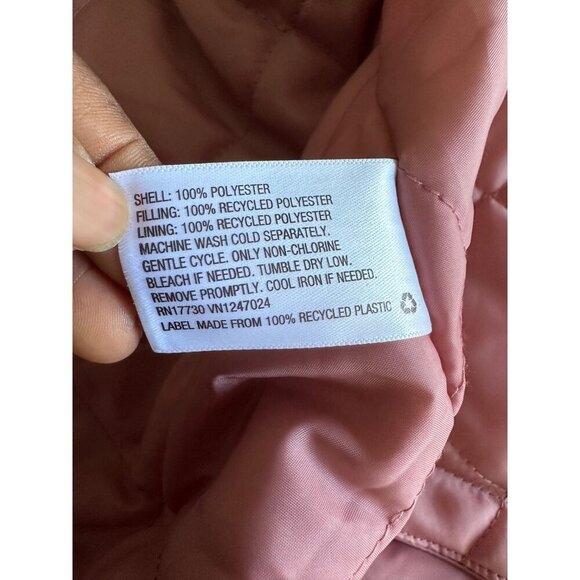 SHELL: 100% POLYESTER
FILLING: 100% RECYCLED POLYESTER
LINING: 100% RECYCLED POLYESTER
MACHINE WASH COLD SEPARATELY.
GENTLE CYCLE. ONLY NON-CHLORINE
BLEACH IF NEEDED. TUMBLE DRY LOW.
REMOVE PROMPTLY. COOL IRON IF NEEDED.
RN17730 VN1247024
LABEL MADE FROM 100% RECYCLED PLASTIC